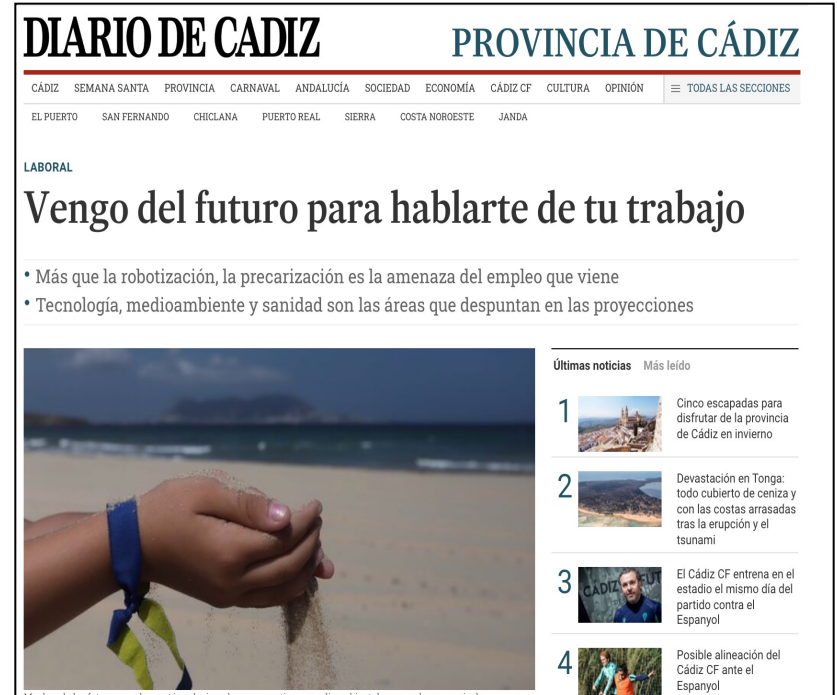 DIARIO DE CADIZ
PROVINCIA DE CÁDIZ
CÁDIZ SEMANA SANTA PROVINCIA CARNAVAL ANDALUCÍA SOCIEDAD ECONOMÍA CÁDIZ CF CULTURA OPINIÓN ≡ TODAS LAS SECCIONES
EL PUERTO SAN FERNANDO CHICLANA PUERTO REAL SIERRA COSTA NOROESTE JANDA
LABORAL
Vengo del futuro para hablarte de tu trabajo
• Más que la robotización, la precarización es la amenaza del empleo que viene
• Tecnología, medioambiente y sanidad son las áreas que despuntan en las proyecciones
Últimas noticias Más leído
1
Cinco escapadas para
disfrutar de la provincia
de Cádiz en invierno
2
Devastación en Tonga:
todo cubierto de ceniza y
con las costas arrasadas
tras la erupción y el
tsunami
3
CÁDIZ
El Cádiz CF entrena en el
estadio el mismo día del
partido contra el
Espanyol
4
Posible alineación del
Cádiz CF ante el
Espanyol